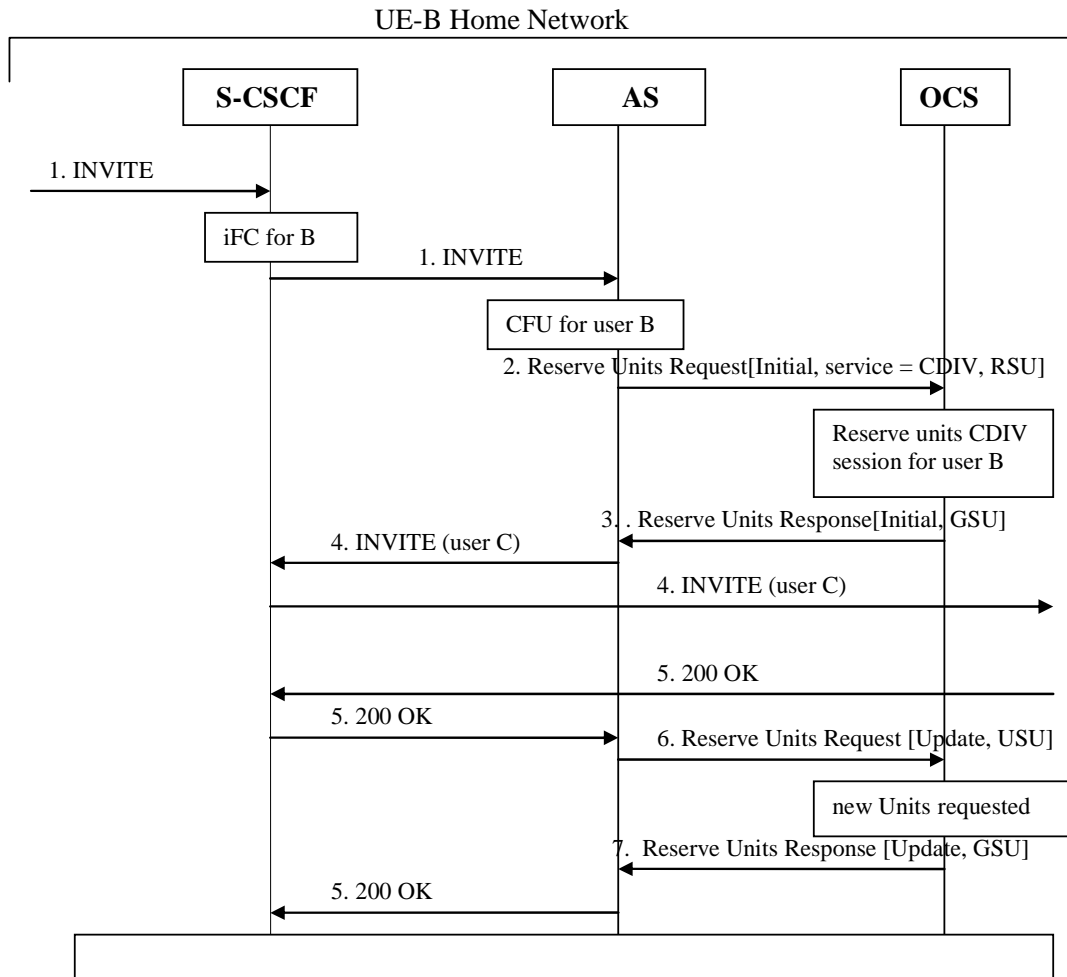 UE-B Home Network
S-CSCF
AS
OCS
1. INVITE
iFC for B
1. INVITE
CFU for user B
2. Reserve Units Request[Initial, service = CDIV, RSU]
Reserve units CDIV
session for user B
3. . Reserve Units Response[Initial, GSU]
4. INVITE (user C)
4. INVITE (user C)
5. 200 OK
5. 200 OK
6. Reserve Units Request [Update, USU]
new Units requested
7. Reserve Units Response [Update, GSU]
5. 200 OK